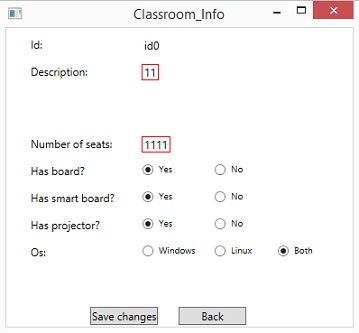 Classroom_Info
Id: id0
Description: 11
Number of seats: 1111
Has board? Yes No
Has smart board? Yes No
Has projector? Yes No
Os: Windows Linux Both
Save changes Back